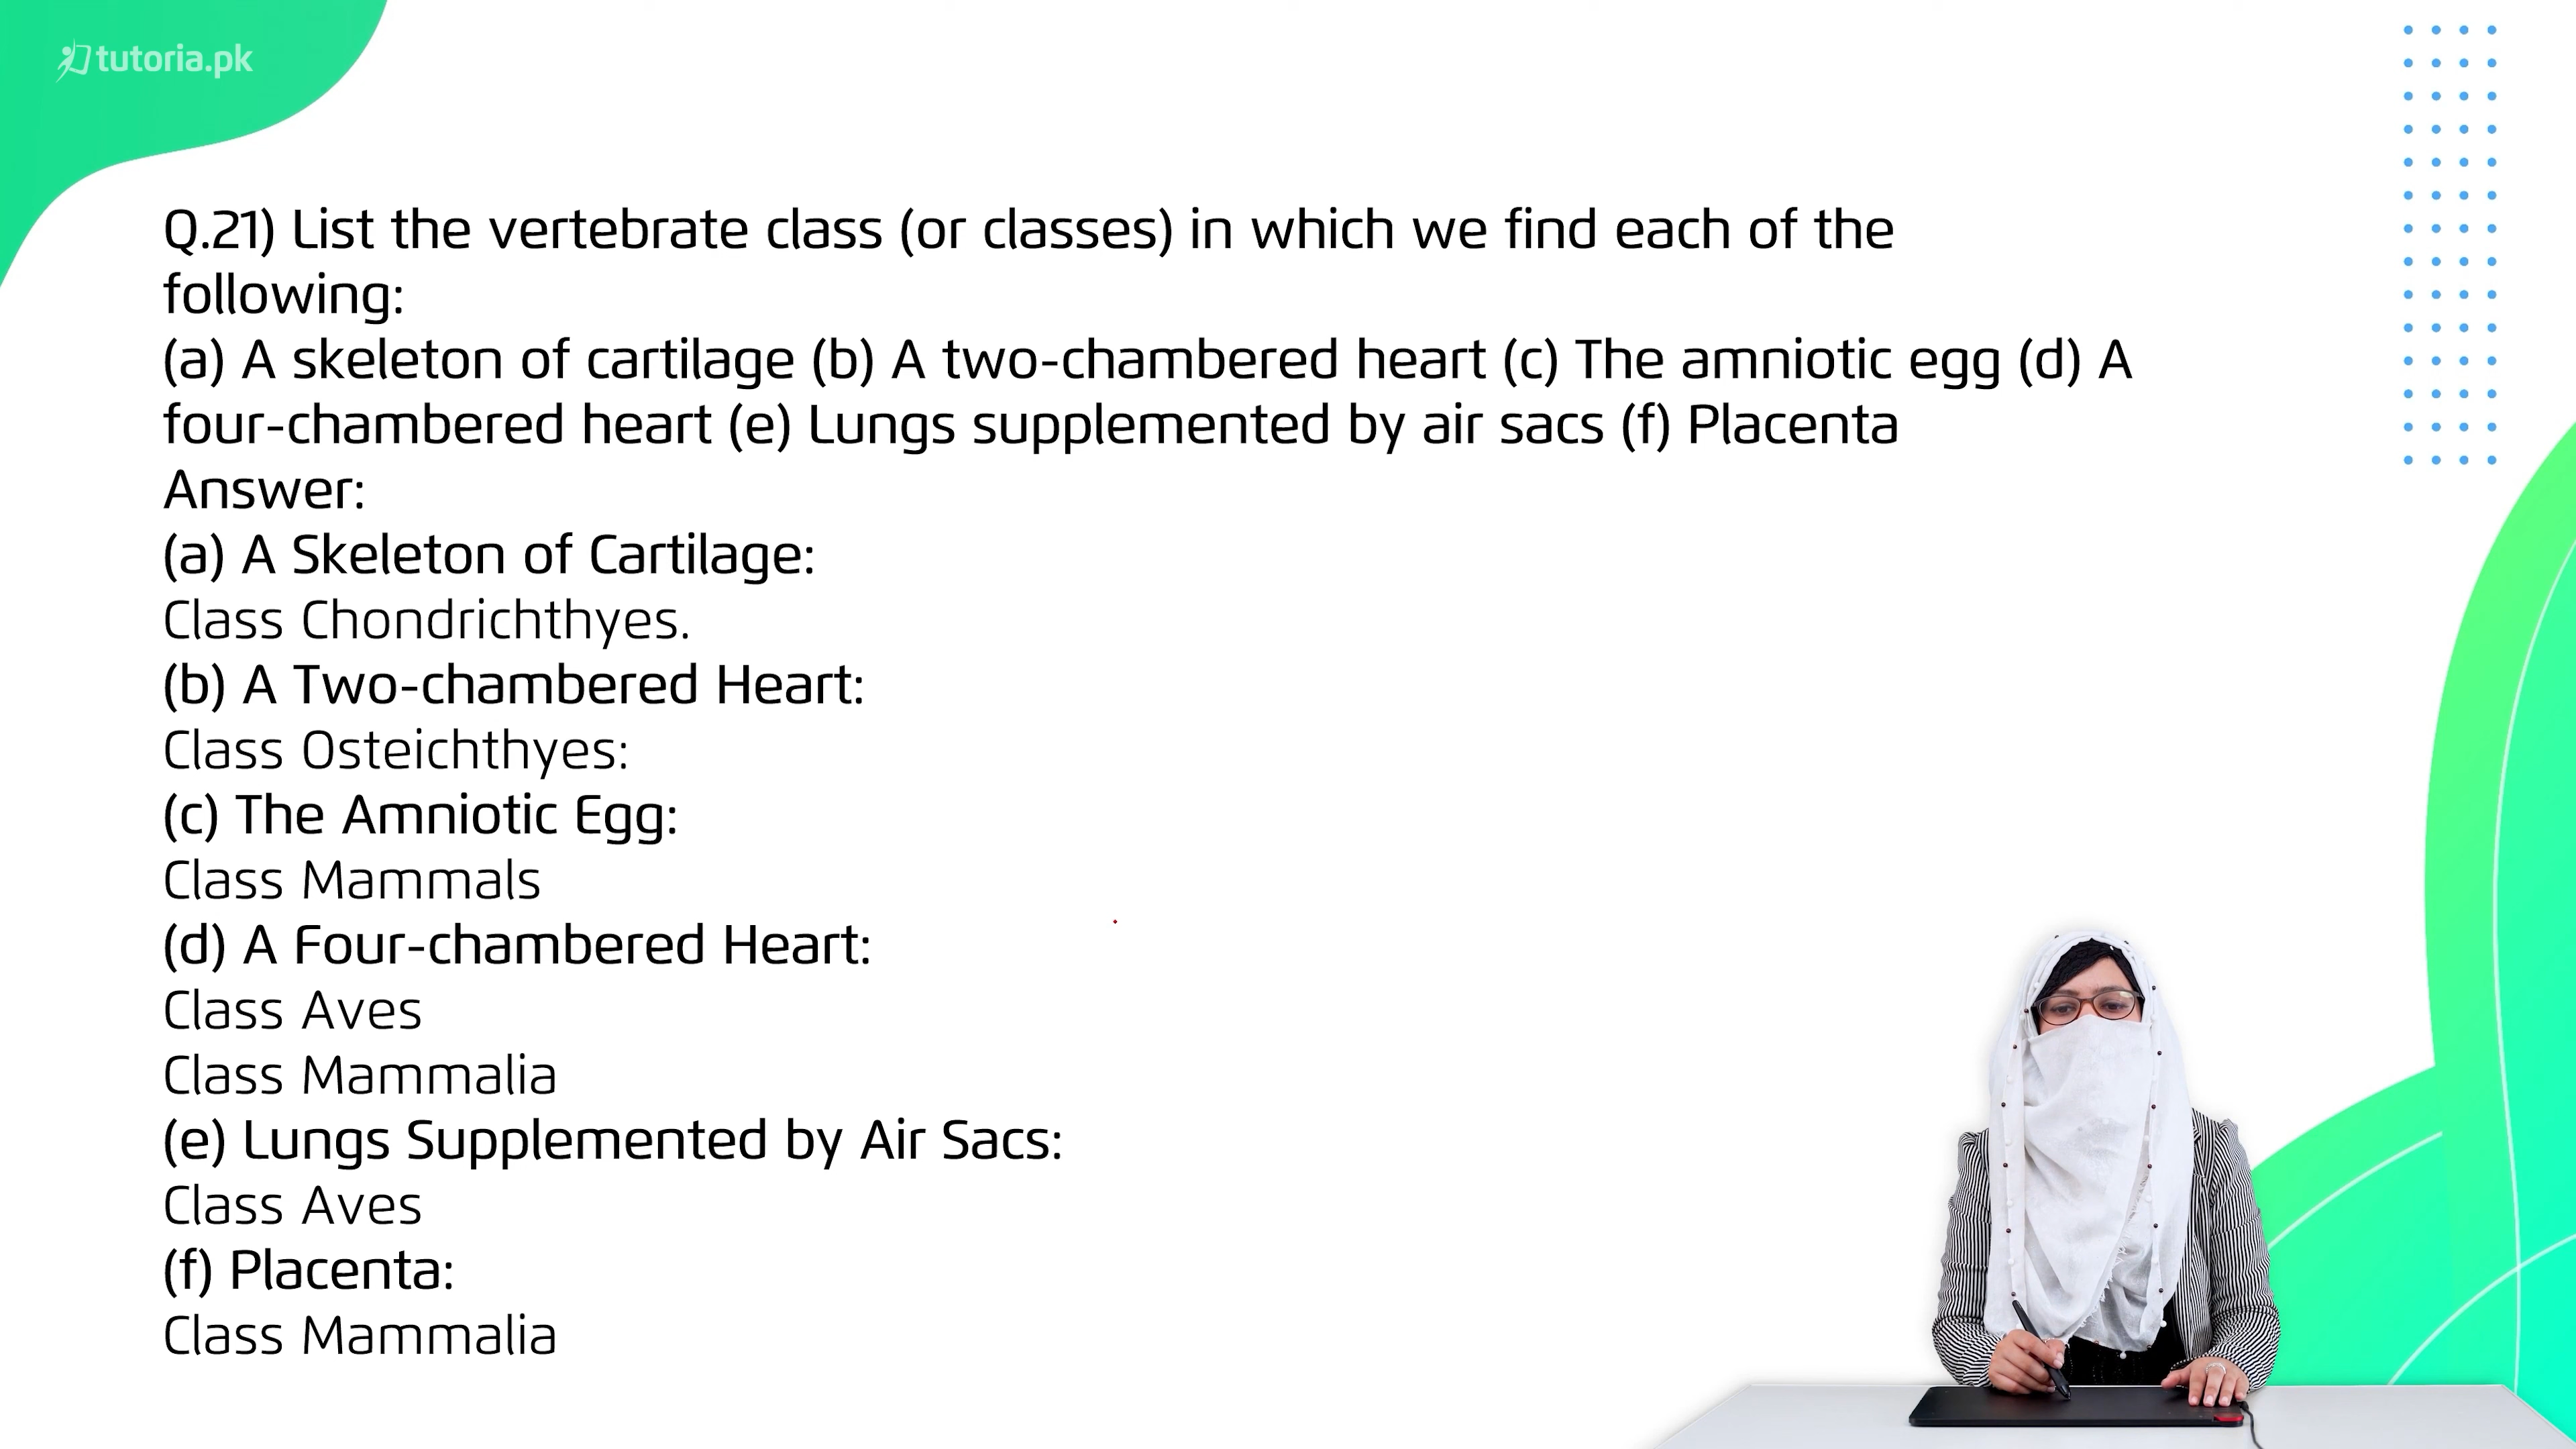 tutoria.pk
Q.21) List the vertebrate class (or classes) in which we find each of the
following:
(a) A skeleton of cartilage (b) A two-chambered heart (c) The amniotic egg (d) A
four-chambered heart (e) Lungs supplemented by air sacs (f) Placenta
Answer:
(a) A Skeleton of Cartilage:
Class Chondrichthyes.
(b) A Two-chambered Heart:
Class Osteichthyes:
(c) The Amniotic Egg:
Class Mammals
(d) A Four-chambered Heart:
Class Aves
Class Mammalia
(e) Lungs Supplemented by Air Sacs:
Class Aves
(f) Placenta:
Class Mammalia